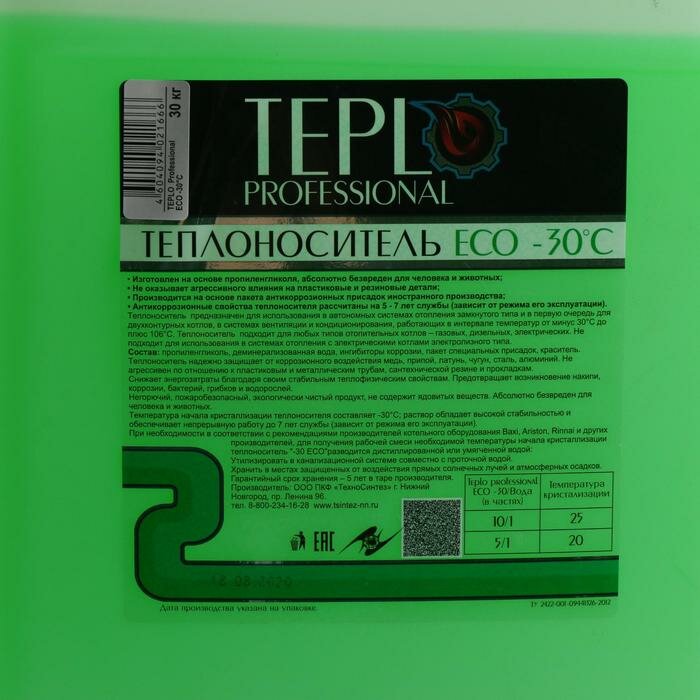 TEPLO
PROFESSIONAL
30 кг
4 604094 021666
TEPLO Professional
ECO -30°C
ТЕПЛОНОСИТЕЛЬ ECO -30°C
• Изготовлен на основе пропиленгликоля, абсолютно безвреден для человека и животных;
• Не оказывает агрессивного влияния на пластиковые и резиновые детали;
• Производится на основе пакета антикоррозионных присадок иностранного производства;
• Антикоррозионные свойства теплоносителя рассчитаны на 5 - 7 лет службы (зависит от режима его эксплуатации).
Теплоноситель предназначен для использования в автономных системах отопления замкнутого типа и в первую очередь для
двухконтурных котлов, в системах вентиляции и кондиционирования, работающих в интервале температур от минус 30°С до
плюс 106°С. Теплоноситель подходит для любых типов отопительных котлов – газовых, дизельных, электрических. Не
подходит для использования в системах отопления с электрическими котлами электролизного типа.
Состав: пропиленгликоль, деминерализованная вода, ингибиторы коррозии, пакет специальных присадок, краситель.
Теплоноситель надежно защищает от коррозионного воздействия медь, припой, латунь, чугун, сталь, алюминий. Не
агрессивен по отношению к пластиковым и металлическим трубам, сантехнической резине и прокладкам.
Снижает энергозатраты благодаря своим стабильным теплофизическим свойствам. Предотвращает возникновение накипи,
коррозии, бактерий, грибков и водорослей.
Негорючий, пожаробезопасный, экологически чистый продукт, не содержит ядовитых веществ. Абсолютно безвреден для
человека и животных.
Температура начала кристаллизации теплоносителя составляет -30°С; раствор обладает высокой стабильностью и
обеспечивает непрерывную работу до 7 лет службы (зависит от режима его эксплуатации).
При необходимости в соответствии с рекомендациями производителей котельного оборудования Baxi, Ariston, Rinnai и других
производителей, для получения рабочей смеси необходимой температуры начала кристаллизации
теплоноситель "-30 ECO"разводится дистиллированной или умягченной водой:
Утилизировать в канализационной системе совместно с проточной водой.
Хранить в местах защищенных от воздействия прямых солнечных лучей и атмосферных осадков.
Гарантийный срок хранения – 5 лет в таре производителя.
Производитель: ООО ПКФ «ТехноСинтез» г. Нижний
Новгород, пр. Ленина 96.
тел. 8-800-234-16-28 www.tsintez-nn.ru
Teplo professional
ECO -30/Вода
(в частях)
Температура
кристализации
10/1 25
5/1 20
EAC
Дата производства указана на упаковке.
ТУ 2422-001-09448326-2012